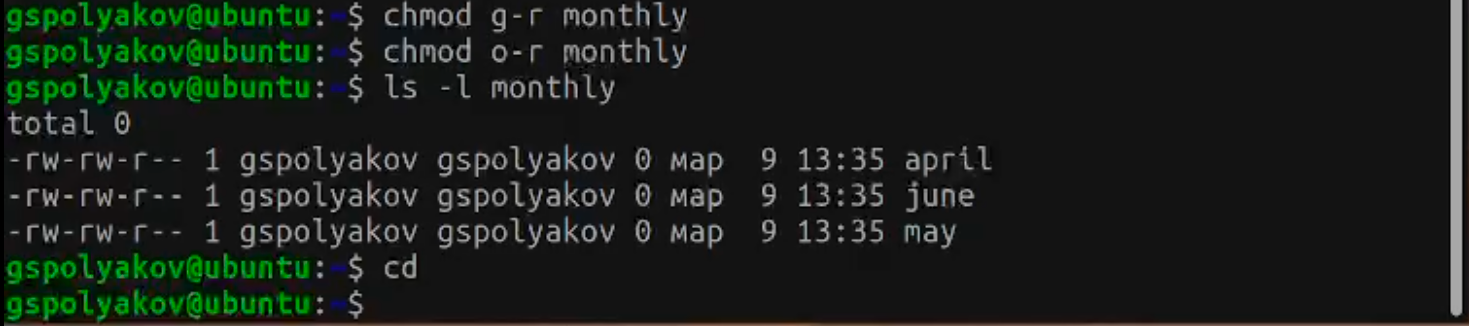 gspolyakov@ubuntu:~$ chmod g-r monthly
gspolyakov@ubuntu:~$ chmod o-r monthly
gspolyakov@ubuntu:~$ ls -l monthly
total 0
-rw-rw-r-- 1 gspolyakov gspolyakov 0 мар  9 13:35 april
-rw-rw-r-- 1 gspolyakov gspolyakov 0 мар  9 13:35 june
-rw-rw-r-- 1 gspolyakov gspolyakov 0 мар  9 13:35 may
gspolyakov@ubuntu:~$ cd
gspolyakov@ubuntu:~$